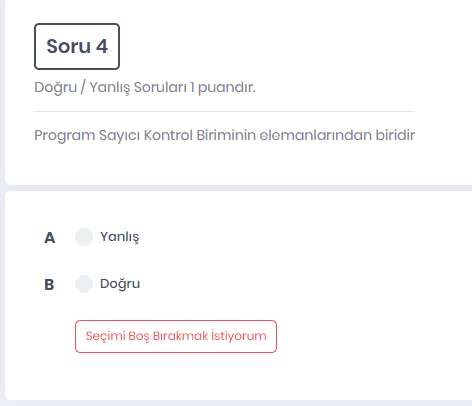 Soru 4
Doğru / Yanlış Soruları 1 puandır.
Program Sayıcı Kontrol Biriminin elemanlarından biridir
A Yanlış
B Doğru
Seçimi Boş Bırakmak İstiyorum